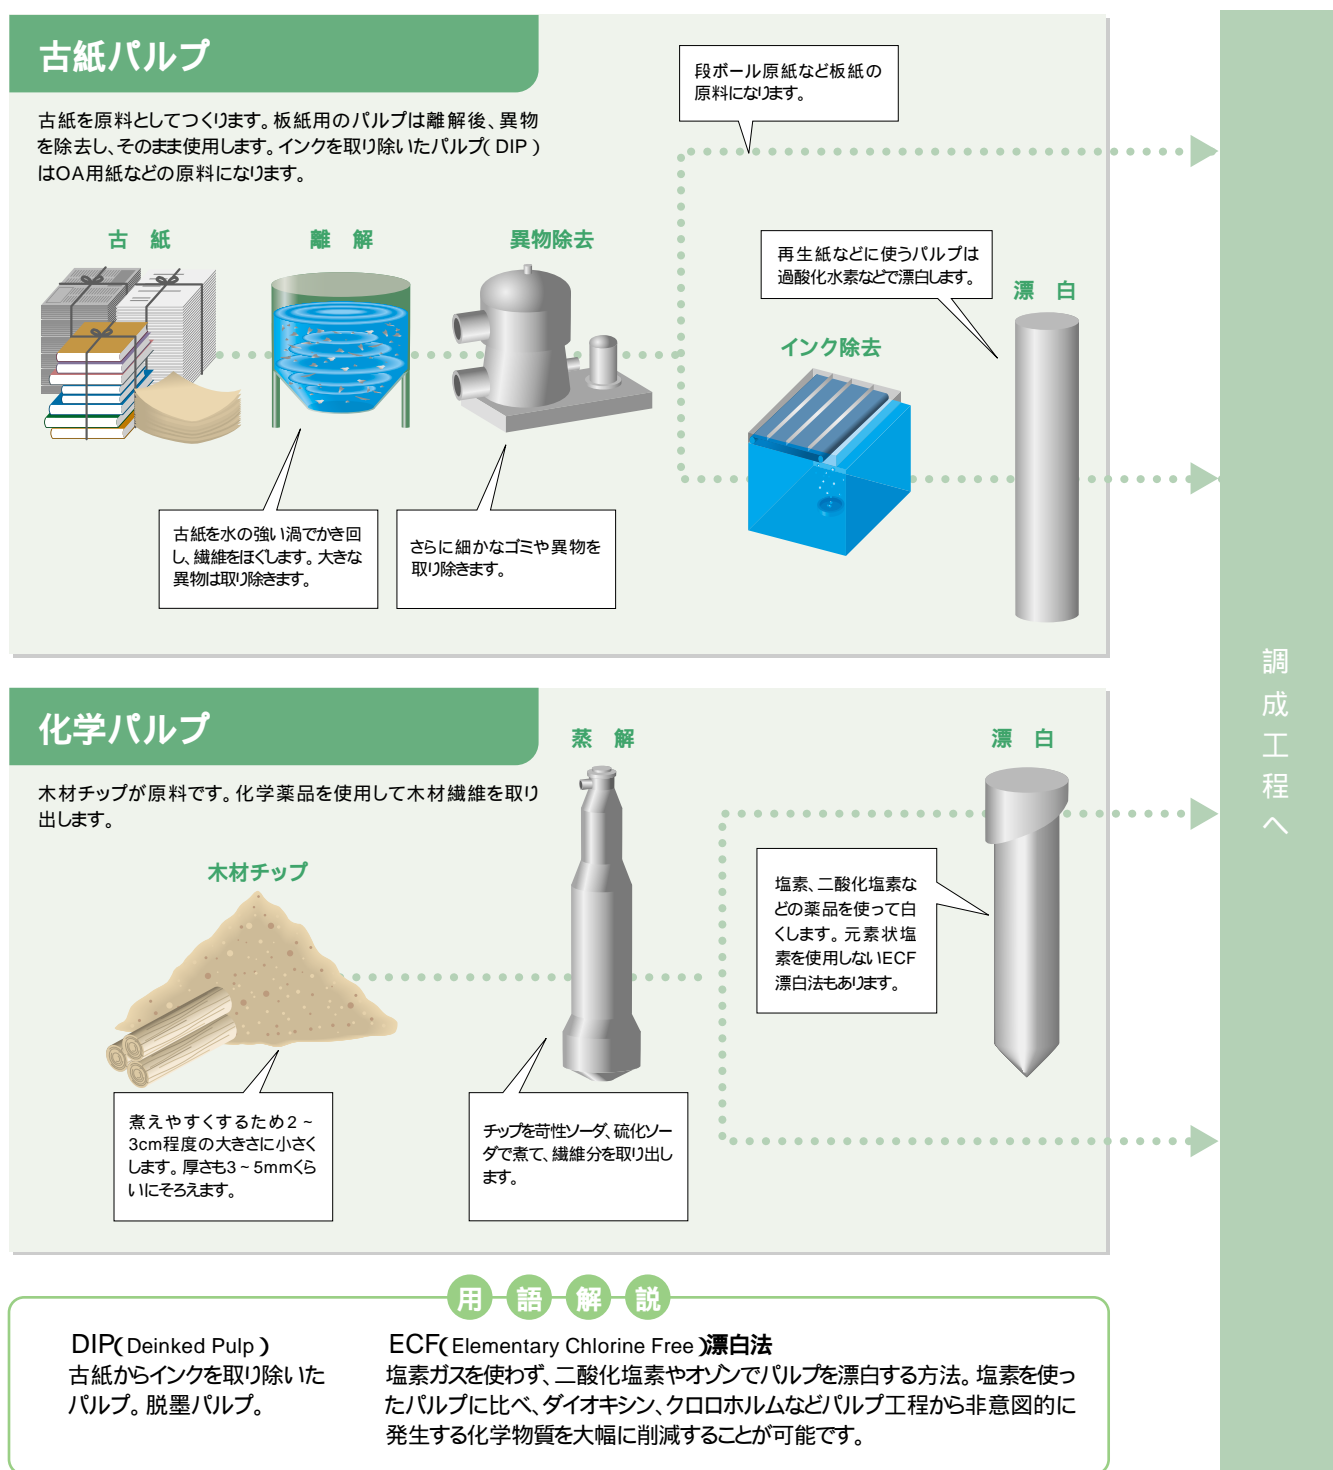 古紙パルプ
古紙を原料としてつくります。板紙用のパルプは離解後、異物
を除去し、そのまま使用します。インクを取り除いたパルプ(DIP)
はOA用紙などの原料になります。
段ボール原紙など板紙の
原料になります。
古 紙
離 解
異物除去
再生紙などに使うパルプは
過酸化水素などで漂白します。
漂 白
インク除去
古紙を水の強い渦でかき回
し、繊維をほぐします。大きな
異物は取り除きます。
さらに細かなゴミや異物を
取り除きます。
化学パルプ
木材チップが原料です。化学薬品を使用して木材繊維を取り
出します。
蒸 解
漂 白
木材チップ
塩素、二酸化塩素な
どの薬品を使って白
くします。元素状塩
素を使用しないECF
漂白法もあります。
煮えやすくするため2~
3cm程度の大きさに小さく
します。厚さも3~5mmくら
いにそろえます。
チップを苛性ソーダ、硫化ソー
ダで煮て、繊維分を取り出し
ます。
調成工程へ
用語解説
DIP(Deinked Pulp)
古紙からインクを取り除いた
パルプ。脱墨パルプ。
ECF(Elementary Chlorine Free)漂白法
塩素ガスを使わず、二酸化塩素やオゾンでパルプを漂白する方法。塩素を使っ
たパルプに比べ、ダイオキシン、クロロホルムなどパルプ工程から非意図的に
発生する化学物質を大幅に削減することが可能です。